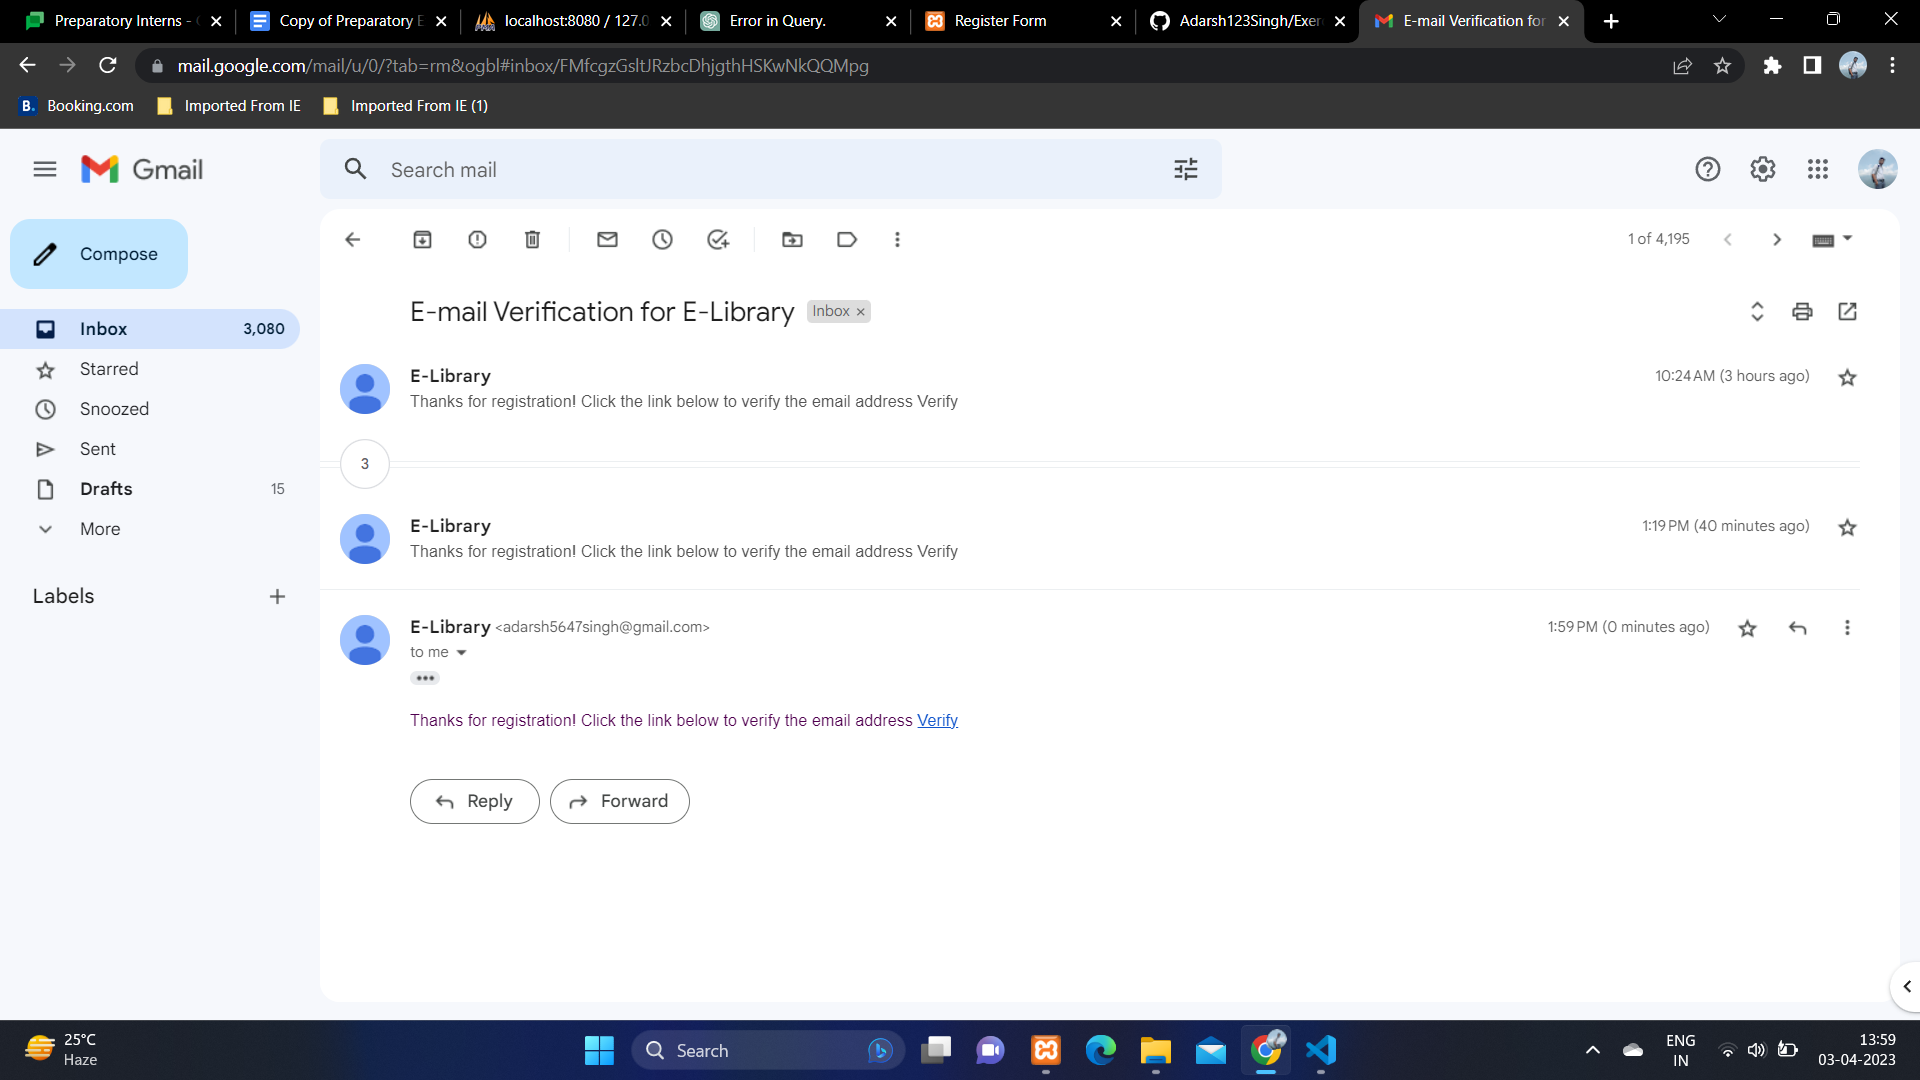 Preparatory Interns -
Copy of Preparatory E
localhost:8080 / 127.0
Error in Query.
Register Form
Adarsh123Singh/Exer
E-mail Verification for
mail.google.com/mail/u/0/?tab=rm&ogbl#inbox/FMfcgzGsltJRzbcDhjgthHSKwNkQQMpg
B. Booking.com
Imported From IE
Imported From IE (1)
Gmail
Search mail
Compose
1 of 4,195
E-mail Verification for E-Library
Inbox ×
Inbox 3,080
Starred
Snoozed
Sent
Drafts 15
More
Labels
E-Library
10:24 AM (3 hours ago)
Thanks for registration! Click the link below to verify the email address Verify
3
E-Library
1:19 PM (40 minutes ago)
Thanks for registration! Click the link below to verify the email address Verify
E-Library <adarsh5647singh@gmail.com>
1:59 PM (0 minutes ago)
to me
Thanks for registration! Click the link below to verify the email address Verify
Reply
Forward
25°C
Haze
Search
ENG
IN
13:59
03-04-2023